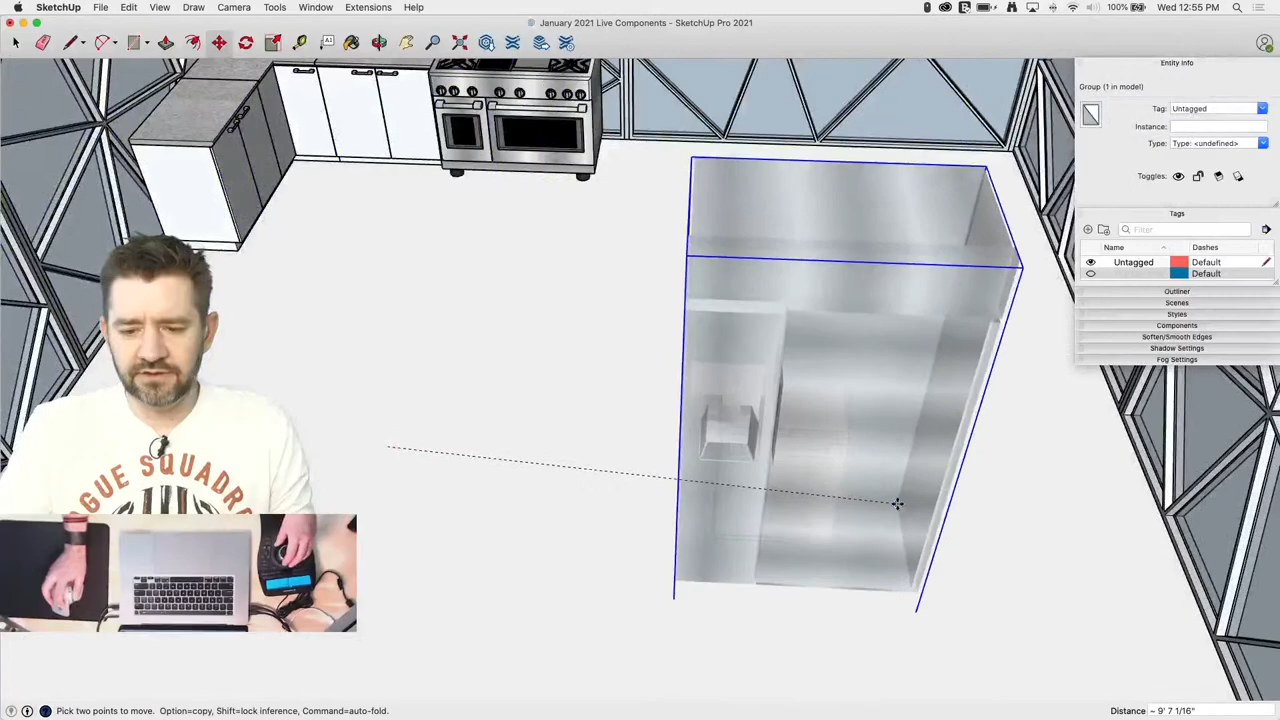 SketchUp File Edit View Camera Draw Tools Window Extensions Help 100% Wed 12:55 PM
January 2021 Live Components - SketchUp Pro 2021
Entity Info
Group (1 in model)
Tag: Untagged
Instance:
Type: Type: <undefined>
Toggles:
Tags
Filter
Name Dashes
Untagged Default
Default
Outliner
Scenes
Styles
Components
Soften/Smooth Edges
Shadow Settings
Fog Settings
OGUE SQUADR
Pick two points to move. Option=copy, Shift=lock inference, Command=auto-fold.
Distance ~ 9' 7 1/16"